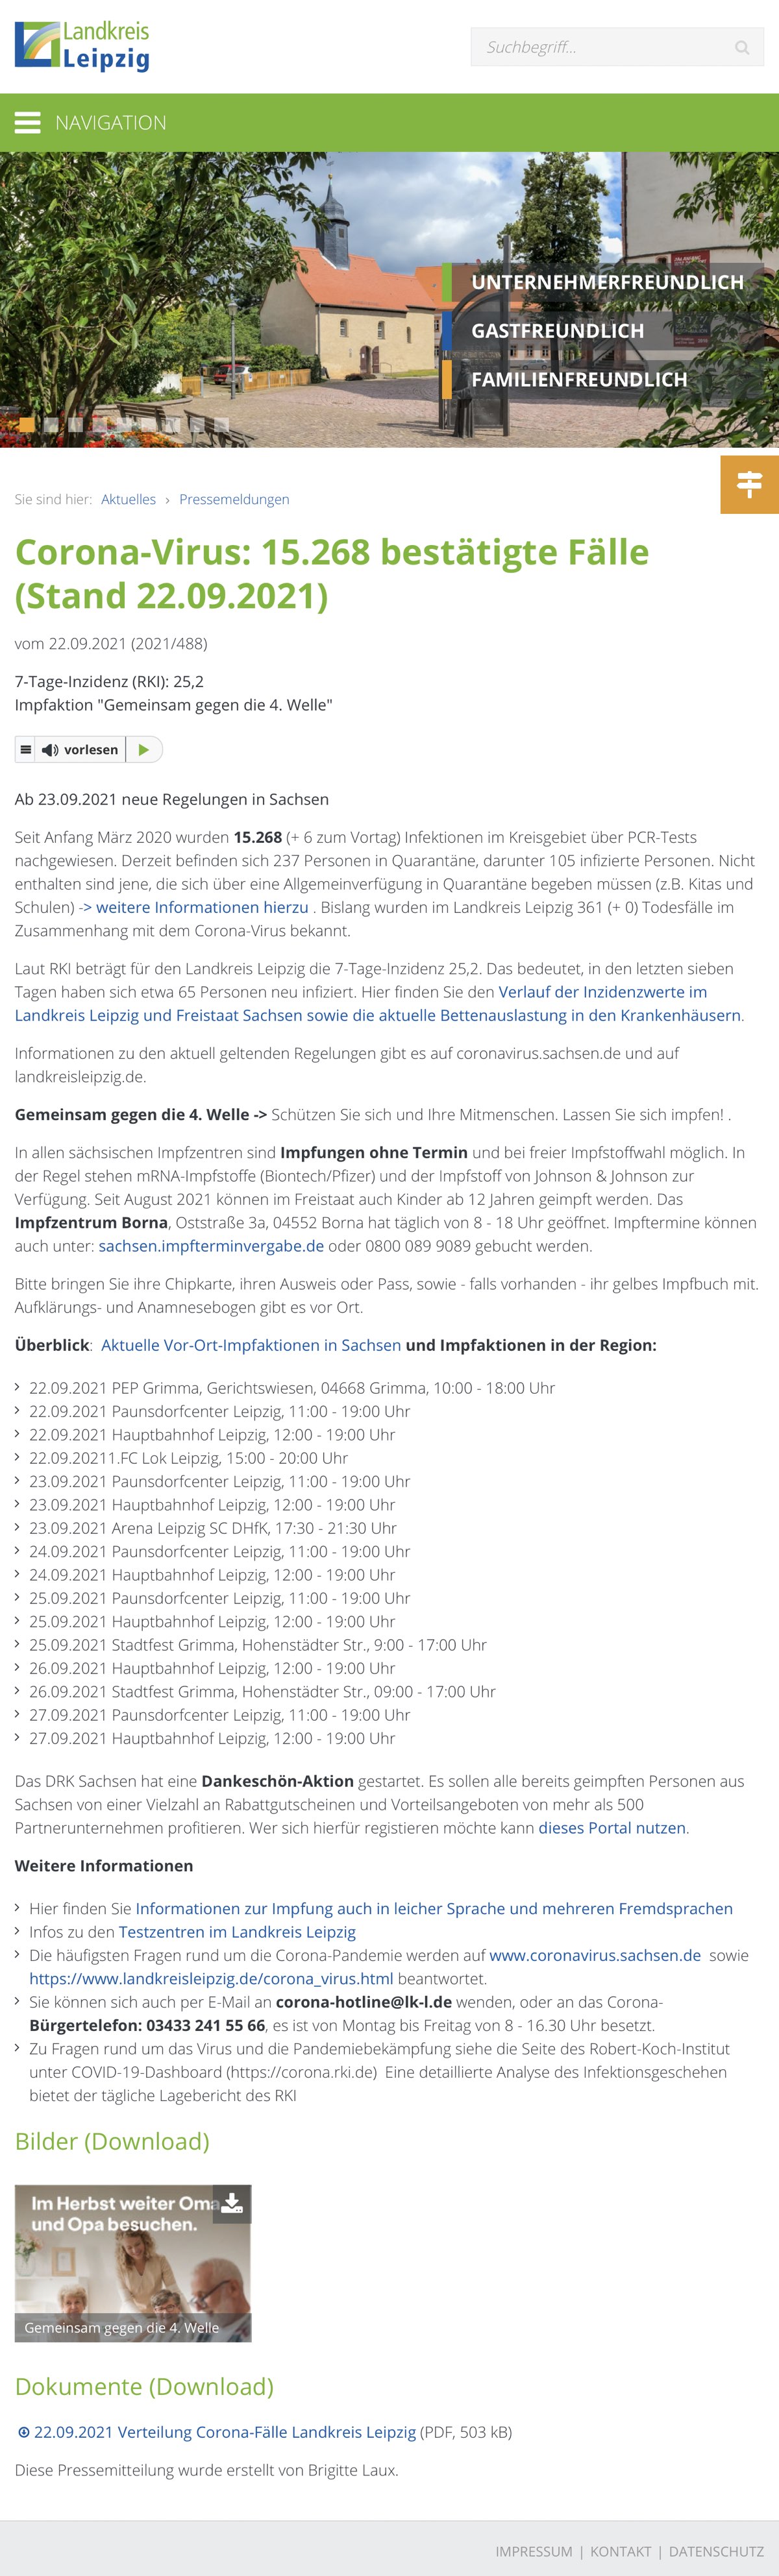 Landkreis
Leipzig
Suchbegriff...
NAVIGATION
UNTERNEHMERFREUNDLICH
GASTFREUNDLICH
FAMILIENFREUNDLICH
Sie sind hier: Aktuelles › Pressemeldungen
Corona-Virus: 15.268 bestätigte Fälle
(Stand 22.09.2021)
vom 22.09.2021 (2021/488)
7-Tage-Inzidenz (RKI): 25,2
Impfaktion "Gemeinsam gegen die 4. Welle"
vorlesen
Ab 23.09.2021 neue Regelungen in Sachsen
Seit Anfang März 2020 wurden 15.268 (+ 6 zum Vortag) Infektionen im Kreisgebiet über PCR-Tests
nachgewiesen. Derzeit befinden sich 237 Personen in Quarantäne, darunter 105 infizierte Personen. Nicht
enthalten sind jene, die sich über eine Allgemeinverfügung in Quarantäne begeben müssen (z.B. Kitas und
Schulen) -> weitere Informationen hierzu . Bislang wurden im Landkreis Leipzig 361 (+ 0) Todesfälle im
Zusammenhang mit dem Corona-Virus bekannt.
Laut RKI beträgt für den Landkreis Leipzig die 7-Tage-Inzidenz 25,2. Das bedeutet, in den letzten sieben
Tagen haben sich etwa 65 Personen neu infiziert. Hier finden Sie den Verlauf der Inzidenzwerte im
Landkreis Leipzig und Freistaat Sachsen sowie die aktuelle Bettenauslastung in den Krankenhäusern.
Informationen zu den aktuell geltenden Regelungen gibt es auf coronavirus.sachsen.de und auf
landkreisleipzig.de.
Gemeinsam gegen die 4. Welle -> Schützen Sie sich und Ihre Mitmenschen. Lassen Sie sich impfen! .
In allen sächsischen Impfzentren sind Impfungen ohne Termin und bei freier Impfstoffwahl möglich. In
der Regel stehen mRNA-Impfstoffe (Biontech/Pfizer) und der Impfstoff von Johnson & Johnson zur
Verfügung. Seit August 2021 können im Freistaat auch Kinder ab 12 Jahren geimpft werden. Das
Impfzentrum Borna, Oststraße 3a, 04552 Borna hat täglich von 8 - 18 Uhr geöffnet. Impftermine können
auch unter: sachsen.impfterminvergabe.de oder 0800 089 9089 gebucht werden.
Bitte bringen Sie ihre Chipkarte, ihren Ausweis oder Pass, sowie - falls vorhanden - ihr gelbes Impfbuch mit.
Aufklärungs- und Anamnesebogen gibt es vor Ort.
Überblick: Aktuelle Vor-Ort-Impfaktionen in Sachsen und Impfaktionen in der Region:
22.09.2021 PEP Grimma, Gerichtswiesen, 04668 Grimma, 10:00 - 18:00 Uhr
22.09.2021 Paunsdorfcenter Leipzig, 11:00 - 19:00 Uhr
22.09.2021 Hauptbahnhof Leipzig, 12:00 - 19:00 Uhr
22.09.20211.FC Lok Leipzig, 15:00 - 20:00 Uhr
23.09.2021 Paunsdorfcenter Leipzig, 11:00 - 19:00 Uhr
23.09.2021 Hauptbahnhof Leipzig, 12:00 - 19:00 Uhr
23.09.2021 Arena Leipzig SC DHfK, 17:30 - 21:30 Uhr
24.09.2021 Paunsdorfcenter Leipzig, 11:00 - 19:00 Uhr
24.09.2021 Hauptbahnhof Leipzig, 12:00 - 19:00 Uhr
25.09.2021 Paunsdorfcenter Leipzig, 11:00 - 19:00 Uhr
25.09.2021 Hauptbahnhof Leipzig, 12:00 - 19:00 Uhr
25.09.2021 Stadtfest Grimma, Hohenstädter Str., 9:00 - 17:00 Uhr
26.09.2021 Hauptbahnhof Leipzig, 12:00 - 19:00 Uhr
26.09.2021 Stadtfest Grimma, Hohenstädter Str., 09:00 - 17:00 Uhr
27.09.2021 Paunsdorfcenter Leipzig, 11:00 - 19:00 Uhr
27.09.2021 Hauptbahnhof Leipzig, 12:00 - 19:00 Uhr
Das DRK Sachsen hat eine Dankeschön-Aktion gestartet. Es sollen alle bereits geimpften Personen aus
Sachsen von einer Vielzahl an Rabattgutscheinen und Vorteilsangeboten von mehr als 500
Partnerunternehmen profitieren. Wer sich hierfür registieren möchte kann dieses Portal nutzen.
Weitere Informationen
Hier finden Sie Informationen zur Impfung auch in leicher Sprache und mehreren Fremdsprachen
Infos zu den Testzentren im Landkreis Leipzig
Die häufigsten Fragen rund um die Corona-Pandemie werden auf www.coronavirus.sachsen.de sowie
https://www.landkreisleipzig.de/corona_virus.html beantwortet.
Sie können sich auch per E-Mail an corona-hotline@lk-l.de wenden, oder an das Corona-
Bürgertelefon: 03433 241 55 66, es ist von Montag bis Freitag von 8 - 16.30 Uhr besetzt.
Zu Fragen rund um das Virus und die Pandemiebekämpfung siehe die Seite des Robert-Koch-Institut
unter COVID-19-Dashboard (https://corona.rki.de) Eine detaillierte Analyse des Infektionsgeschehen
bietet der tägliche Lagebericht des RKI
Bilder (Download)
Im Herbst weiter Oma
und Opa besuchen.
Gemeinsam gegen die 4. Welle
Dokumente (Download)
22.09.2021 Verteilung Corona-Fälle Landkreis Leipzig (PDF, 503 kB)
Diese Pressemitteilung wurde erstellt von Brigitte Laux.
IMPRESSUM | KONTAKT | DATENSCHUTZ